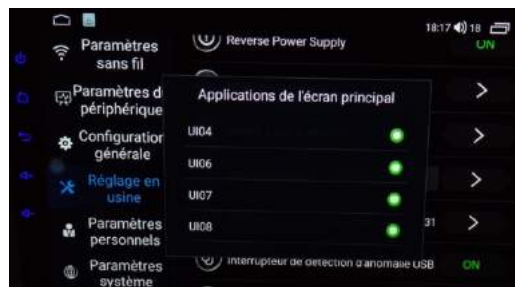 18:17 18
Paramètres
sans fil
Reverse Power Supply
ON
Paramètres d
périphérique
Applications de l'écran principal
Configuration
générale
UI04
UI06
Réglage en
usine
UI07
Paramètres
personnels
UI08
31
Paramètres
système
Interrupteur de détection d'anomalie USB
ON